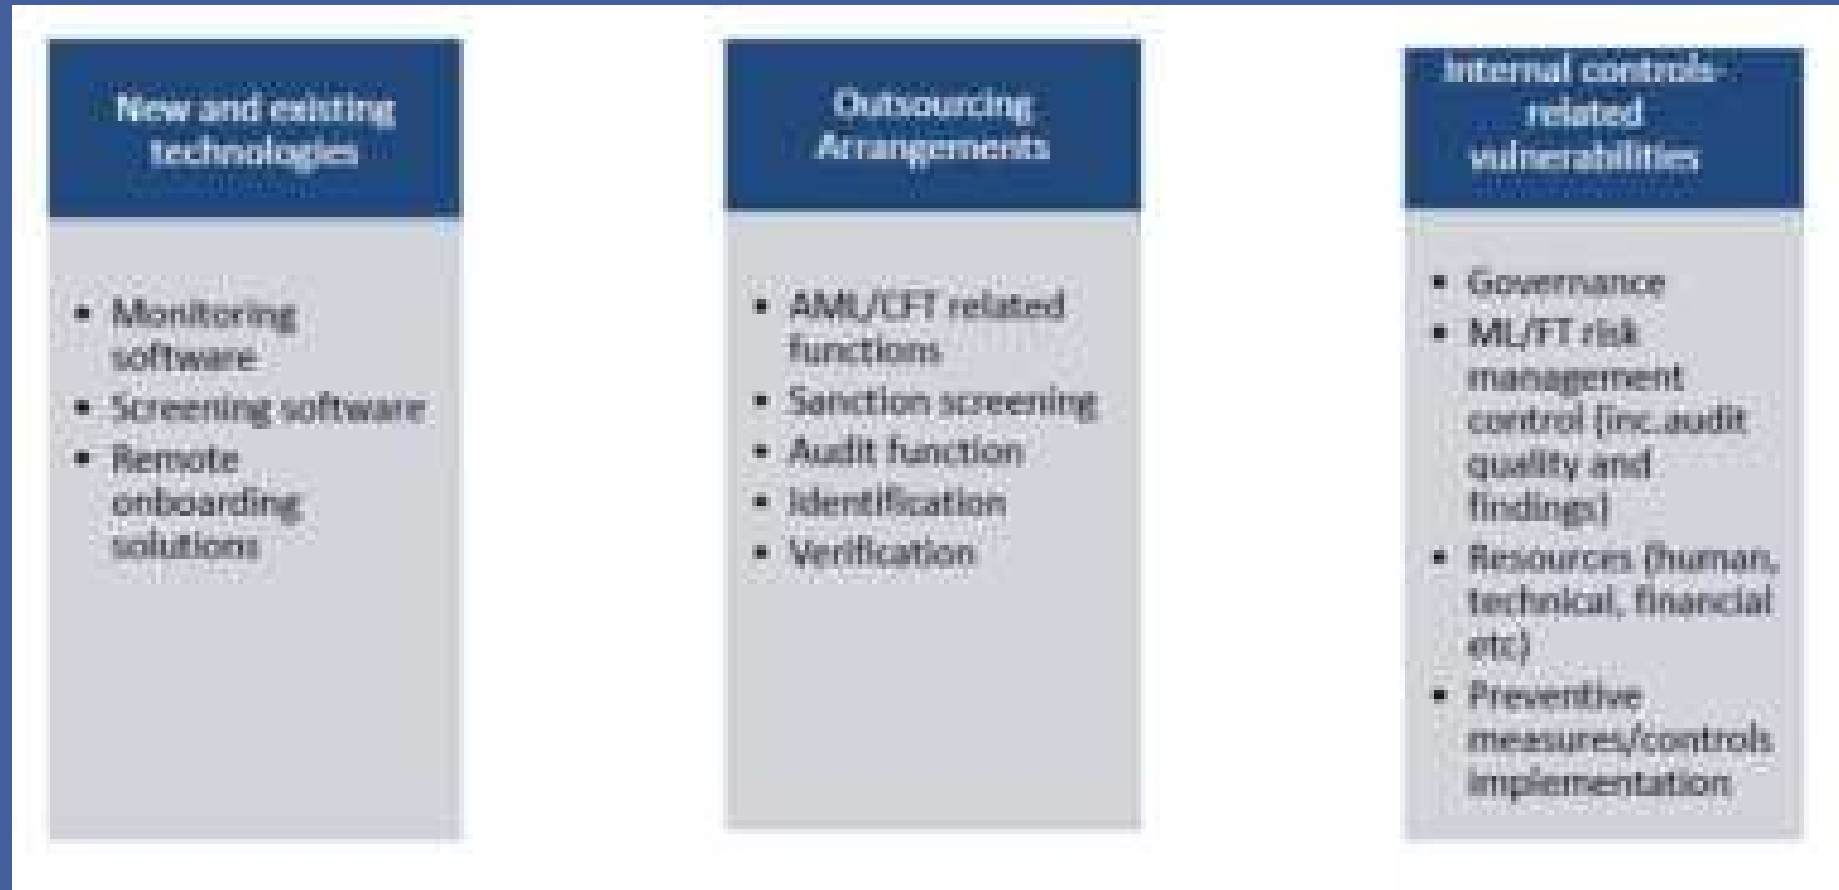 New and existing
technologies
• Monitoring
software
• Screening software
• Remote
onboarding
solutions
Outsourcing
Arrangements
• AML/CFT related
functions
• Sanction screening
• Audit function
• Identification
• Verification
Internal controls-
related
vulnerabilities
• Governance
• ML/FT risk
management
control (inc.audit
quality and
findings)
• Resources (human,
technical, financial
etc)
• Preventive
measures/controls
implementation